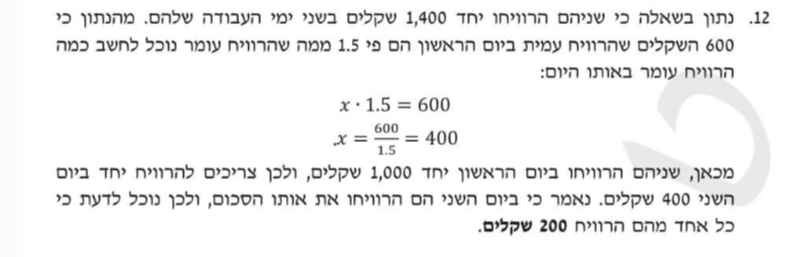 12. נתון בשאלה כי שניהם הרוויחו יחד 1,400 שקלים בשני ימי העבודה שלהם. מהנתון כי
600 השקלים שהרוויח עמית ביום הראשון הם פי 1.5 ממה שהרוויח עומר נוכל לחשב כמה
הרוויח עומר באותו היום:
x · 1.5 = 600
x = 600/1.5 = 400
מכאן, שניהם הרוויחו ביום הראשון יחד 1,000 שקלים, ולכן צריכים להרוויח יחד ביום
השני 400 שקלים. נאמר כי ביום השני הם הרוויחו את אותו הסכום, ולכן נוכל לדעת כי
כל אחד מהם הרוויח 200 שקלים.